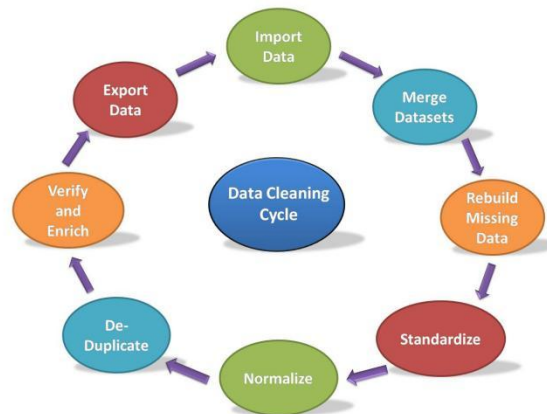 Import
Data
Merge
Datasets
Rebuild
Missing
Data
Standardize
Normalize
De-
Duplicate
Verify
and
Enrich
Export
Data
Data Cleaning
Cycle